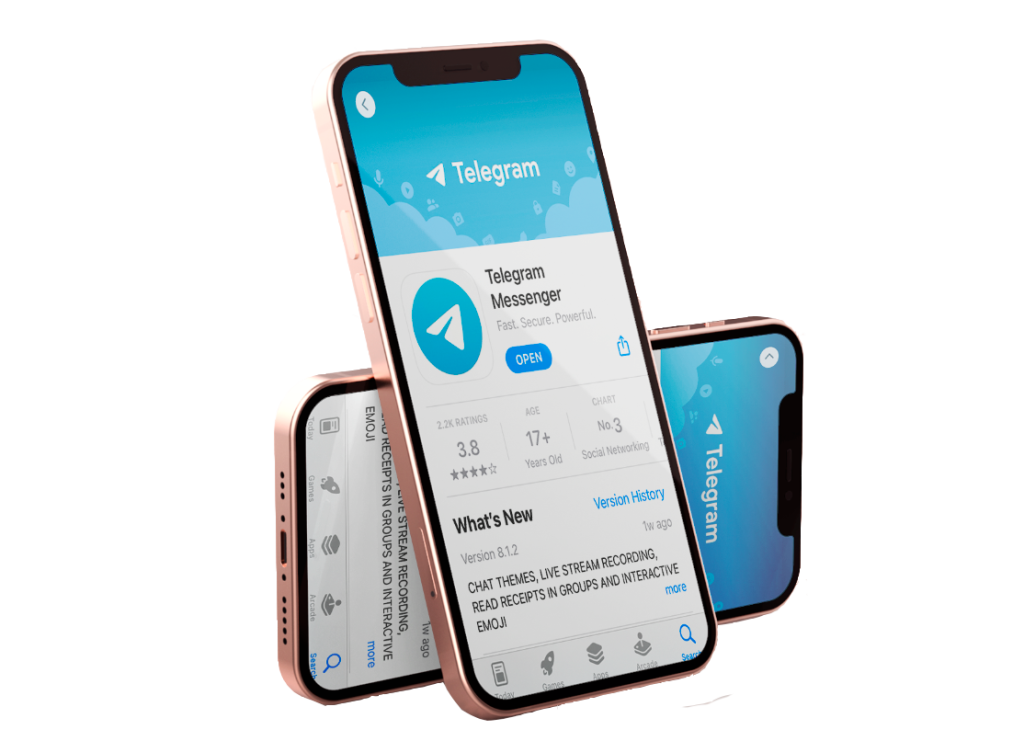 Telegram
Telegram
Messenger
Fast. Secure. Powerful.
OPEN
2.2K RATINGS
3.8
AGE
17+
Years Old
CHART
No.3
Social Networking
What's New
Version History
Version 8.1.2
1w ago
CHAT THEMES, LIVE STREAM RECORDING,
READ RECEIPTS IN GROUPS AND INTERACTIVE
EMOJI
more
Today
Games
Apps
Arcade
Search
LIVE STREAM RECORDING,
READ RECEIPTS IN GROUPS AND INTERACTIVE
EMOJI
1w ago
more
Today
Games
Apps
Arcade
Search
Telegram